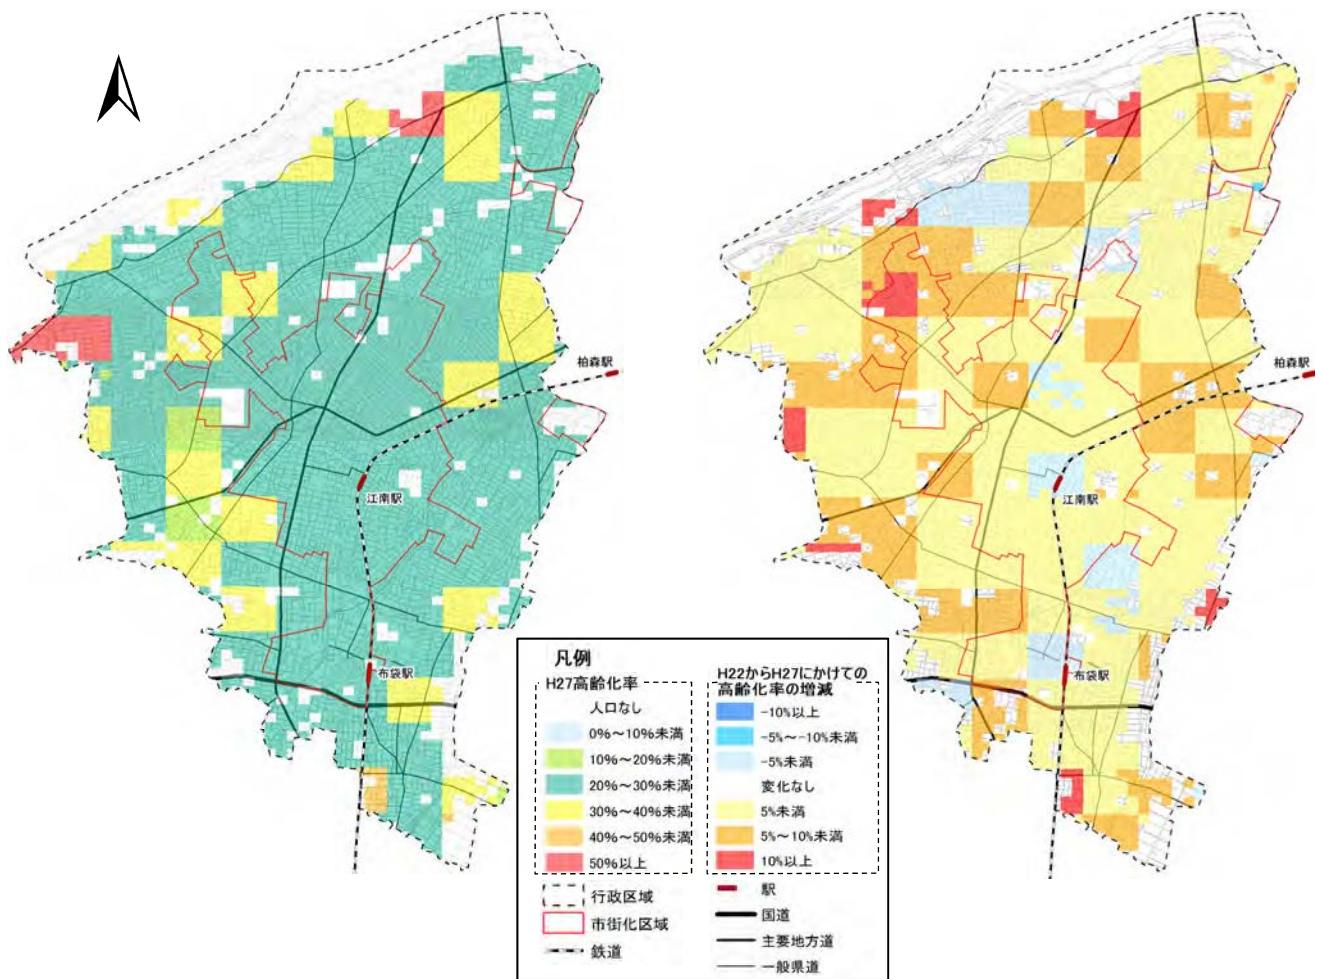 柏森駅
江南駅
布袋駅
柏森駅
江南駅
布袋駅
凡例
H27高齢化率
人口なし
0%～10%未満
10%～20%未満
20%～30%未満
30%～40%未満
40%～50%未満
50%以上
行政区域
市街化区域
鉄道
H22からH27にかけての
高齢化率の増減
-10%以上
-5%～-10%未満
-5%未満
変化なし
5%未満
5%～10%未満
10%以上
駅
国道
主要地方道
一般県道